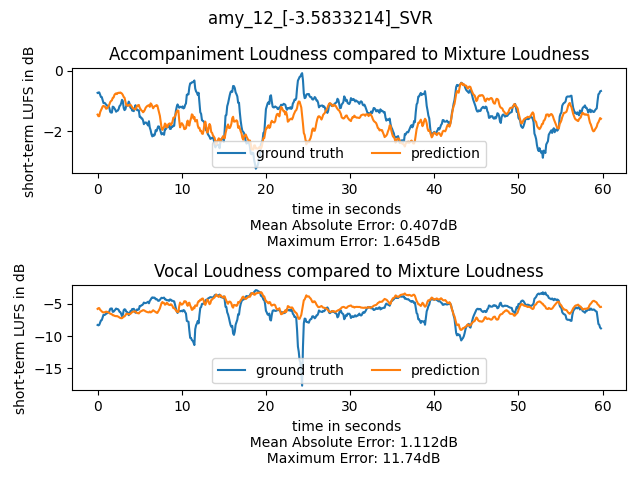 amy_12_[-3.5833214]_SVR
Accompaniment Loudness compared to Mixture Loudness
short-term LUFS in dB
0
−2
ground truth
prediction
0 10 20 30 40 50 60
time in seconds
Mean Absolute Error: 0.407dB
Maximum Error: 1.645dB
Vocal Loudness compared to Mixture Loudness
short-term LUFS in dB
−5
−10
−15
ground truth
prediction
0 10 20 30 40 50 60
time in seconds
Mean Absolute Error: 1.112dB
Maximum Error: 11.74dB